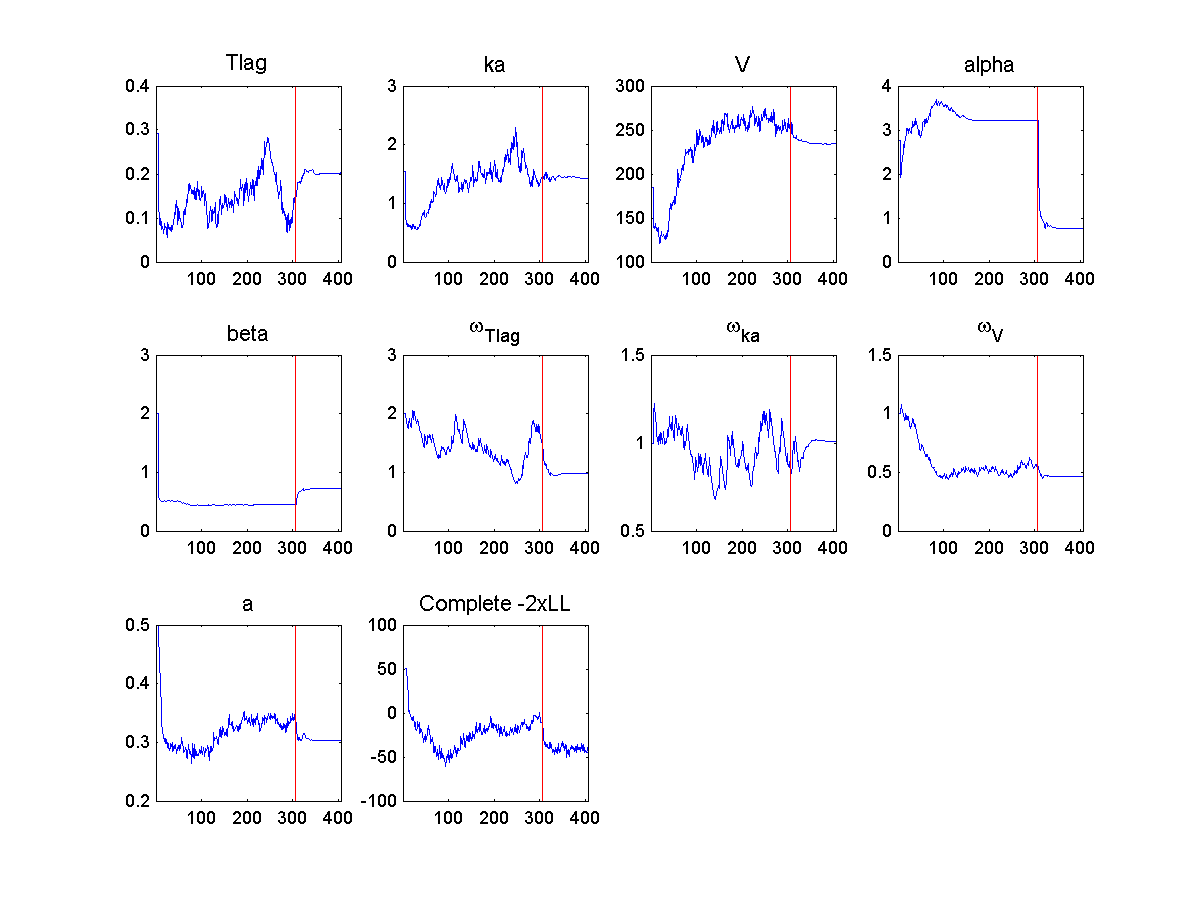 Tlag ka V alpha
0.4 3 300 4
0.3 250 3
2
0.2 200 2
1
0.1 150 1
0 0 100 0
100 200 300 400 100 200 300 400 100 200 300 400 100 200 300 400
beta ωTlag ωka ωV
3 3 1.5 1.5
2 2 1 1
1 1 0.5
0 0 0.5 0
100 200 300 400 100 200 300 400 100 200 300 400 100 200 300 400
a Complete -2xLL
0.5 100
50
0.4
0
0.3
-50
0.2 -100
100 200 300 400 100 200 300 400